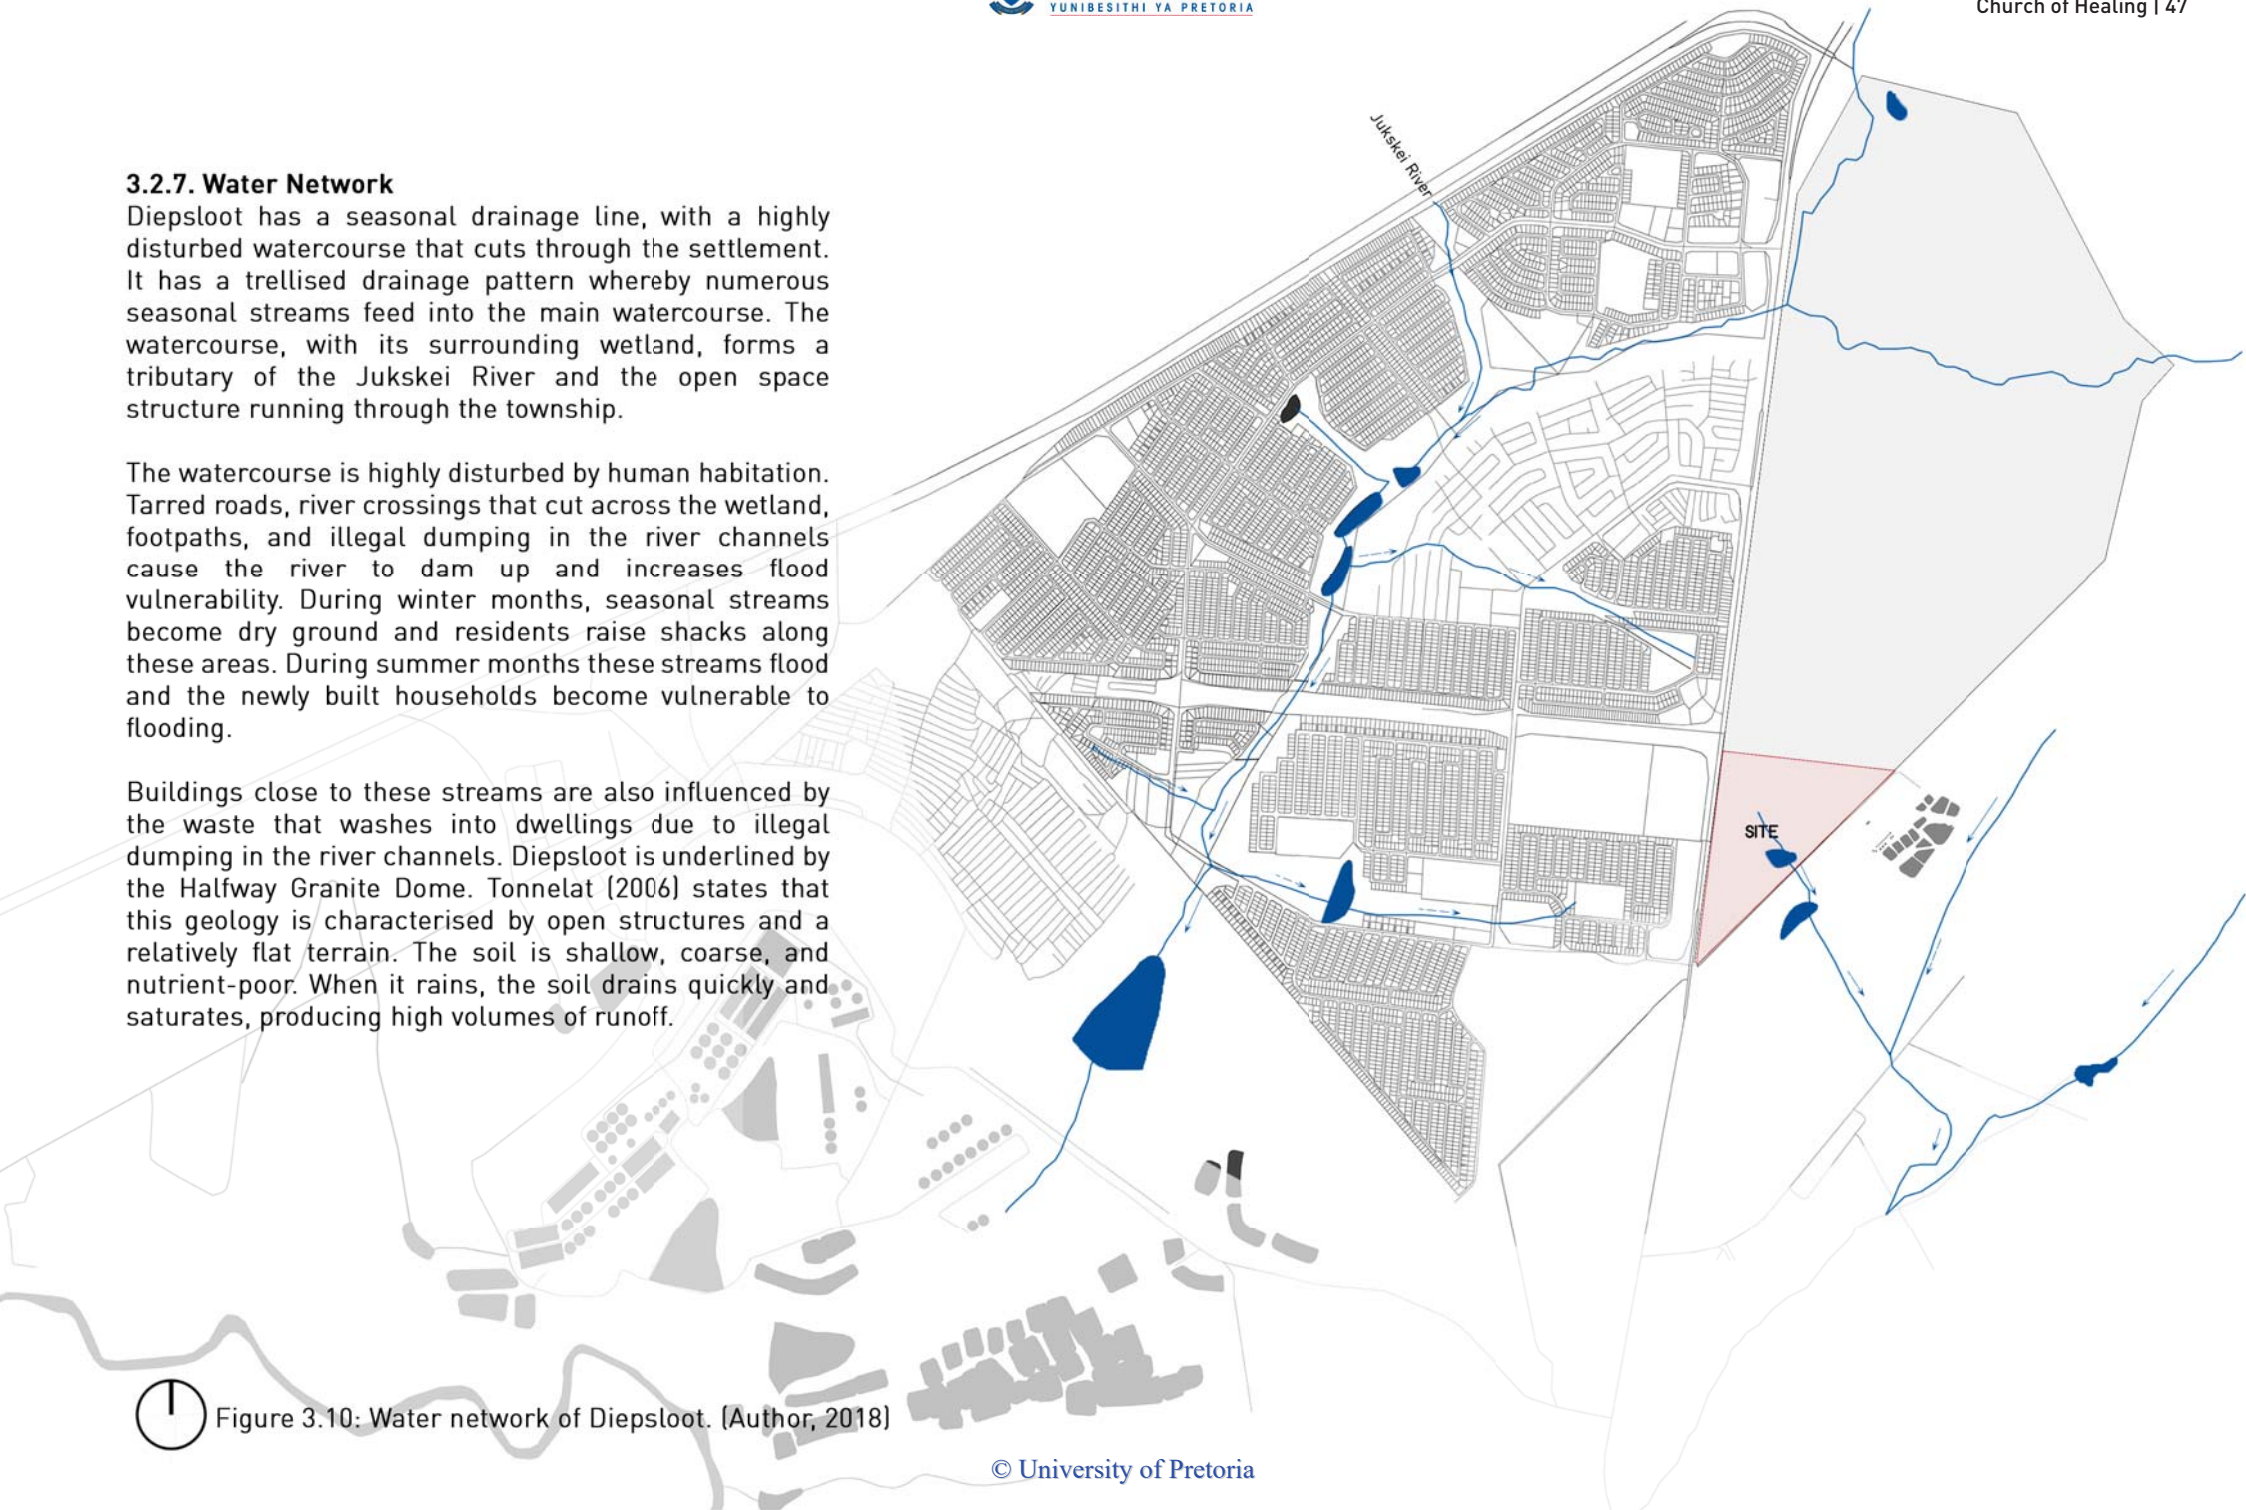 YUNIBESITHI YA PRETORIA
Church of Healing | 47
3.2.7. Water Network
Diepsloot has a seasonal drainage line, with a highly
disturbed watercourse that cuts through the settlement.
It has a trellised drainage pattern whereby numerous
seasonal streams feed into the main watercourse. The
watercourse, with its surrounding wetland, forms a
tributary of the Jukskei River and the open space
structure running through the township.
The watercourse is highly disturbed by human habitation.
Tarred roads, river crossings that cut across the wetland,
footpaths, and illegal dumping in the river channels
cause the river to dam up and increases flood
vulnerability. During winter months, seasonal streams
become dry ground and residents raise shacks along
these areas. During summer months these streams flood
and the newly built households become vulnerable to
flooding.
Buildings close to these streams are also influenced by
the waste that washes into dwellings due to illegal
dumping in the river channels. Diepsloot is underlined by
the Halfway Granite Dome. Tonnelat (2006) states that
this geology is characterised by open structures and a
relatively flat terrain. The soil is shallow, coarse, and
nutrient-poor. When it rains, the soil drains quickly and
saturates, producing high volumes of runoff.
Jukskei River
SITE
Figure 3.10: Water network of Diepsloot. (Author, 2018)
© University of Pretoria